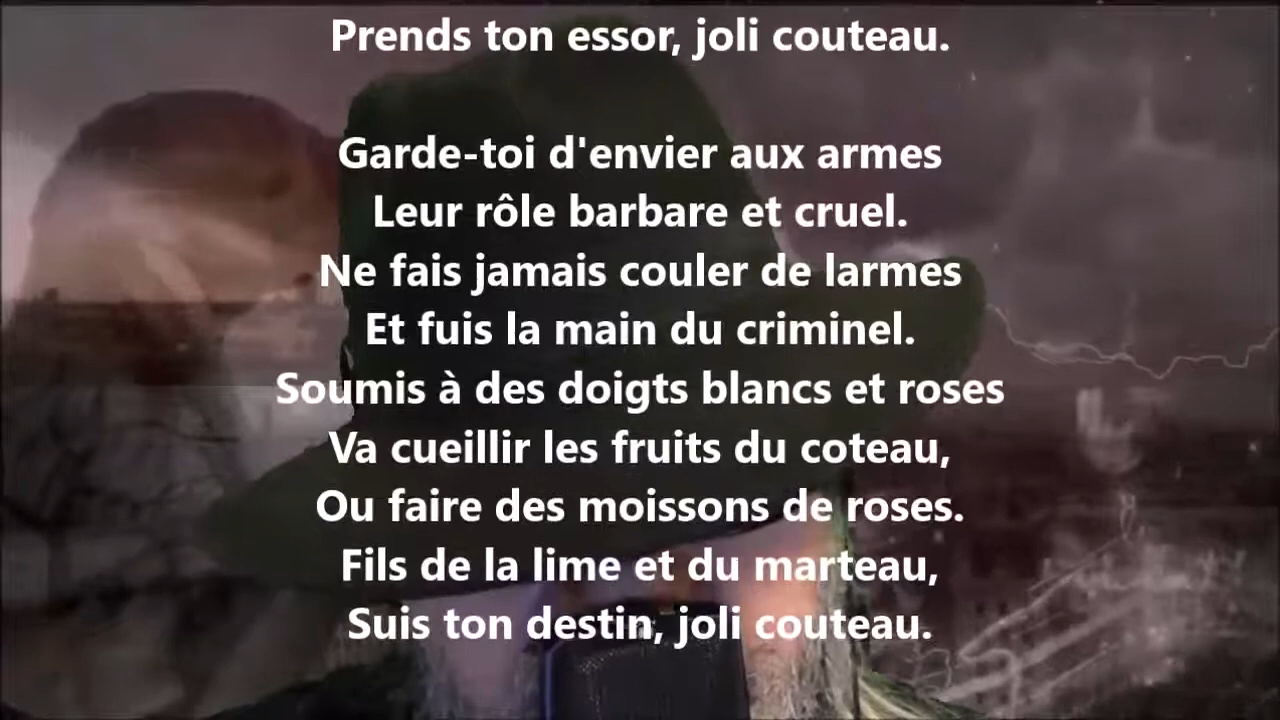 Prends ton essor, joli couteau.
Garde-toi d'envier aux armes
Leur rôle barbare et cruel.
Ne fais jamais couler de larmes
Et fuis la main du criminel.
Soumis à des doigts blancs et roses
Va cueillir les fruits du coteau,
Ou faire des moissons de roses.
Fils de la lime et du marteau,
Suis ton destin, joli couteau.